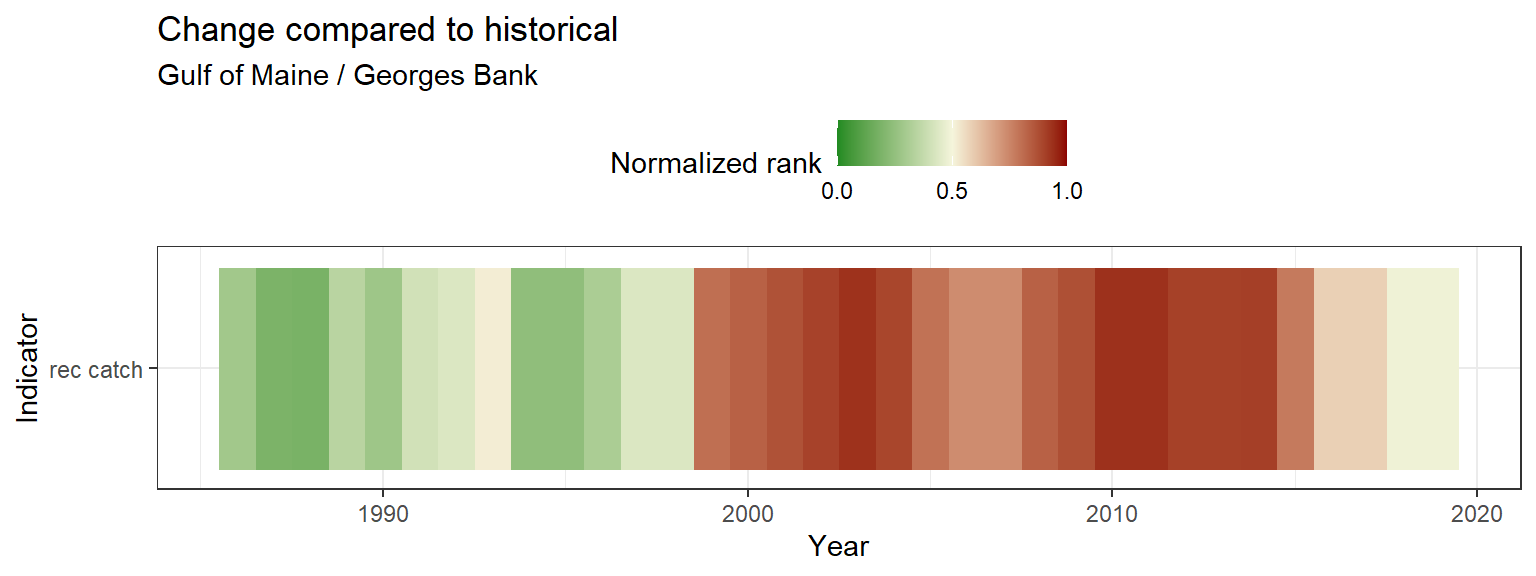 Change compared to historical
Gulf of Maine / Georges Bank
Normalized rank
0.0 0.5 1.0
Indicator
rec catch
1990 2000 2010 2020
Year